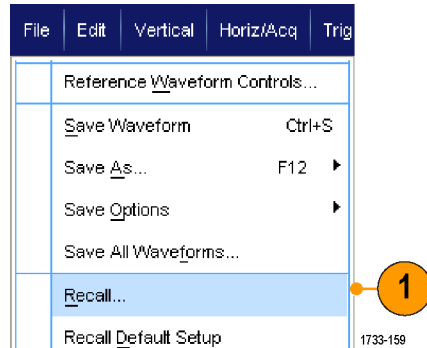 File Edit Vertical Horiz/Acq Trig
Reference Waveform Controls...
Save Waveform Ctrl+S
Save As... F12
Save Options
Save All Waveforms...
Recall...
1
Recall Default Setup
1733-159